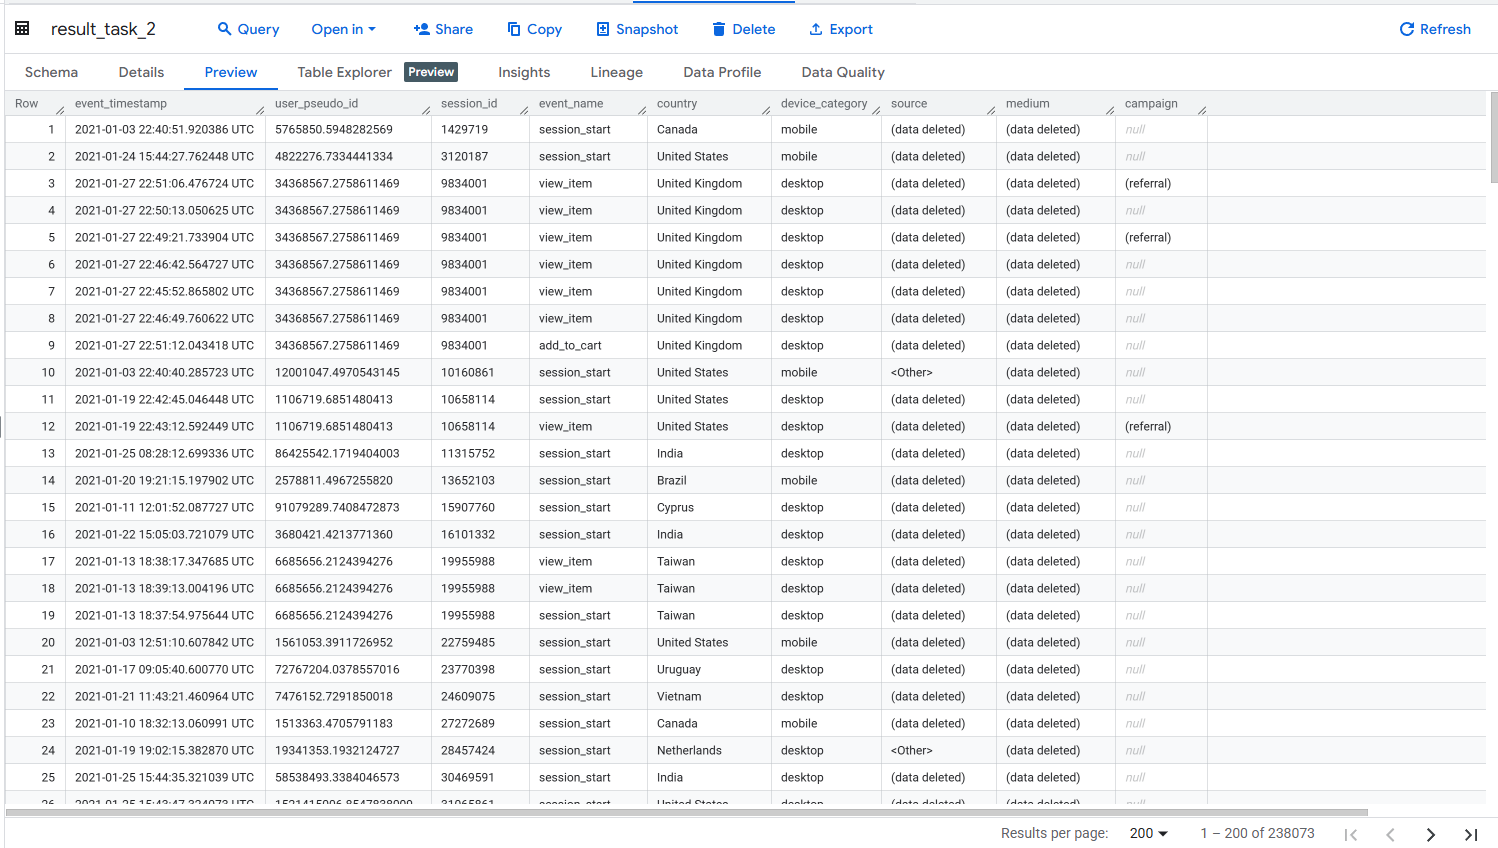 result_task_2 Query Open in Share Copy Snapshot Delete Export Refresh
Schema Details Preview Table Explorer Preview Insights Lineage Data Profile Data Quality
Row event_timestamp user_pseudo_id session_id event_name country device_category source medium campaign
1 2021-01-03 22:40:51.920386 UTC 5765850.5948282569 1429719 session_start Canada mobile (data deleted) (data deleted) null
2 2021-01-24 15:44:27.762448 UTC 4822276.7334441334 3120187 session_start United States mobile (data deleted) (data deleted) null
3 2021-01-27 22:51:06.476724 UTC 34368567.2758611469 9834001 view_item United Kingdom desktop (data deleted) (data deleted) (referral)
4 2021-01-27 22:50:13.050625 UTC 34368567.2758611469 9834001 view_item United Kingdom desktop (data deleted) (data deleted) null
5 2021-01-27 22:49:21.733904 UTC 34368567.2758611469 9834001 view_item United Kingdom desktop (data deleted) (data deleted) (referral)
6 2021-01-27 22:46:42.564727 UTC 34368567.2758611469 9834001 view_item United Kingdom desktop (data deleted) (data deleted) null
7 2021-01-27 22:45:52.865802 UTC 34368567.2758611469 9834001 view_item United Kingdom desktop (data deleted) (data deleted) null
8 2021-01-27 22:46:49.760622 UTC 34368567.2758611469 9834001 view_item United Kingdom desktop (data deleted) (data deleted) null
9 2021-01-27 22:51:12.043418 UTC 34368567.2758611469 9834001 add_to_cart United Kingdom desktop (data deleted) (data deleted) null
10 2021-01-03 22:40:40.285723 UTC 12001047.4970543145 10160861 session_start United States mobile <Other> (data deleted) null
11 2021-01-19 22:42:45.046448 UTC 1106719.6851480413 10658114 session_start United States desktop (data deleted) (data deleted) null
12 2021-01-19 22:43:12.592449 UTC 1106719.6851480413 10658114 view_item United States desktop (data deleted) (data deleted) (referral)
13 2021-01-25 08:28:12.699336 UTC 86425542.1719404003 11315752 session_start India desktop (data deleted) (data deleted) null
14 2021-01-20 19:21:15.197902 UTC 2578811.4967255820 13652103 session_start Brazil mobile (data deleted) (data deleted) null
15 2021-01-11 12:01:52.087727 UTC 91079289.7408472873 15907760 session_start Cyprus desktop (data deleted) (data deleted) null
16 2021-01-22 15:05:03.721079 UTC 3680421.4213771360 16101332 session_start India desktop (data deleted) (data deleted) null
17 2021-01-13 18:38:17.347685 UTC 6685656.2124394276 19955988 view_item Taiwan desktop (data deleted) (data deleted) null
18 2021-01-13 18:39:13.004196 UTC 6685656.2124394276 19955988 view_item Taiwan desktop (data deleted) (data deleted) null
19 2021-01-13 18:37:54.975644 UTC 6685656.2124394276 19955988 session_start Taiwan desktop (data deleted) (data deleted) null
20 2021-01-03 12:51:10.607842 UTC 1561053.3911726952 22759485 session_start United States mobile (data deleted) (data deleted) null
21 2021-01-17 09:05:40.600770 UTC 72767204.0378557016 23770398 session_start Uruguay desktop (data deleted) (data deleted) null
22 2021-01-21 11:43:21.460964 UTC 7476152.7291850018 24609075 session_start Vietnam desktop (data deleted) (data deleted) null
23 2021-01-10 18:32:13.060991 UTC 1513363.4705791183 27272689 session_start Canada mobile (data deleted) (data deleted) null
24 2021-01-19 19:02:15.382870 UTC 19341353.1932124727 28457424 session_start Netherlands desktop <Other> (data deleted) null
25 2021-01-25 15:44:35.321039 UTC 58538493.3384046573 30469591 session_start India desktop (data deleted) (data deleted) null
Results per page: 200 1 – 200 of 238073